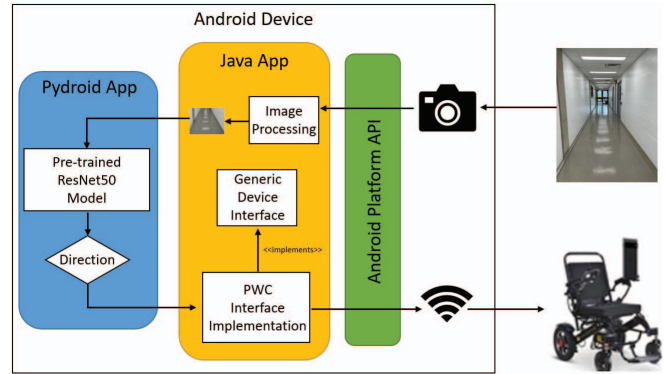 Android Device
Java App
Pydroid App
Image
Processing
Android Platform API
Pre-trained
ResNet50
Model
Generic
Device
Interface
<<Implements>>
Direction
PWC
Interface
Implementation